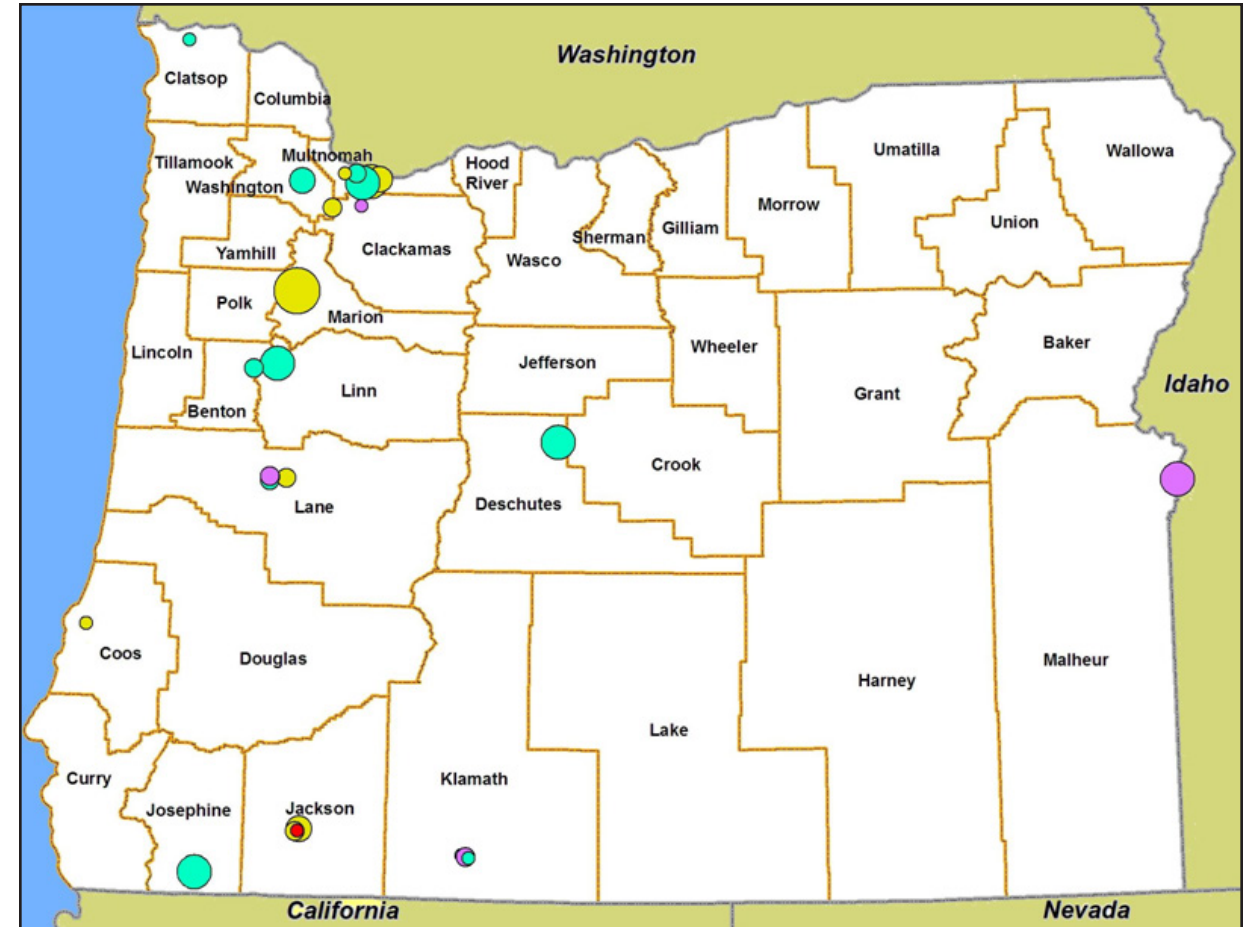 Washington
Clatsop
Columbia
Tillamook
Multnomah
Washington
Hood
River
Umatilla
Wallowa
Morrow
Gilliam
Sherman
Union
Yamhill
Clackamas
Wasco
Polk
Marion
Lincoln
Wheeler
Jefferson
Baker
Idaho
Linn
Grant
Benton
Crook
Lane
Deschutes
Coos
Douglas
Malheur
Harney
Lake
Curry
Klamath
Josephine
Jackson
California
Nevada